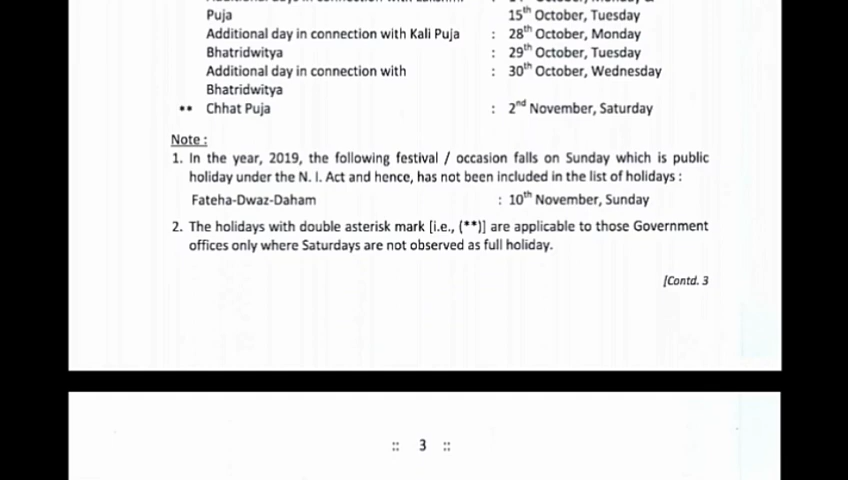 Puja 15th October, Tuesday
Additional day in connection with Kali Puja : 28th October, Monday
Bhatridwitya : 29th October, Tuesday
Additional day in connection with : 30th October, Wednesday
Bhatridwitya
** Chhat Puja : 2nd November, Saturday
Note :
1. In the year, 2019, the following festival / occasion falls on Sunday which is public
holiday under the N. I. Act and hence, has not been included in the list of holidays :
Fateha-Dwaz-Daham : 10th November, Sunday
2. The holidays with double asterisk mark [i.e., (**)] are applicable to those Government
offices only where Saturdays are not observed as full holiday.
[Contd. 3
:: 3 ::